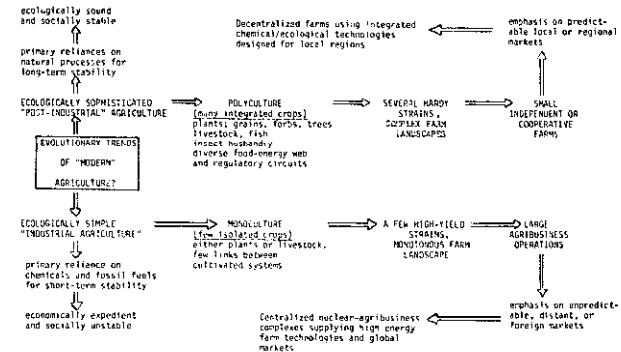 ecologically sound
and socially stable
primary reliances on
natural processes for
long-term stability
ECOLOGICALLY SOPHISTICATED
"POST-INDUSTRIAL" AGRICULTURE
EVOLUTIONARY TRENDS
OF "MODERN"
AGRICULTURE?
ECOLOGICALLY SIMPLE
"INDUSTRIAL AGRICULTURE"
primary reliance on
chemicals and fossil fuels
for short-term stability
economically expedient
and socially unstable
Decentralized farms using integrated
chemical/ecological technologies
designed for local regions
POLYCULTURE
(many integrated crops)
plants; grains, forbs, trees
livestock, fish
insect husbandry
diverse food-energy web
and regulatory circuits
MONOCULTURE
(few isolated crops)
either plants or livestock,
few links between
cultivated systems
Centralized nuclear-agribusiness
complexes supplying high energy
farm technologies and global
markets
SEVERAL HARDY
STRAINS,
COMPLEX FARM
LANDSCAPES
A FEW HIGH-YIELD
STRAINS,
MONOTONOUS FARM
LANDSCAPE
emphasis on predict-
able local or regional
markets
SMALL
INDEPENDENT OR
COOPERATIVE
FARMS
LARGE
AGRIBUSINESS
OPERATIONS
emphasis on unpredict-
able, distant, or
foreign markets